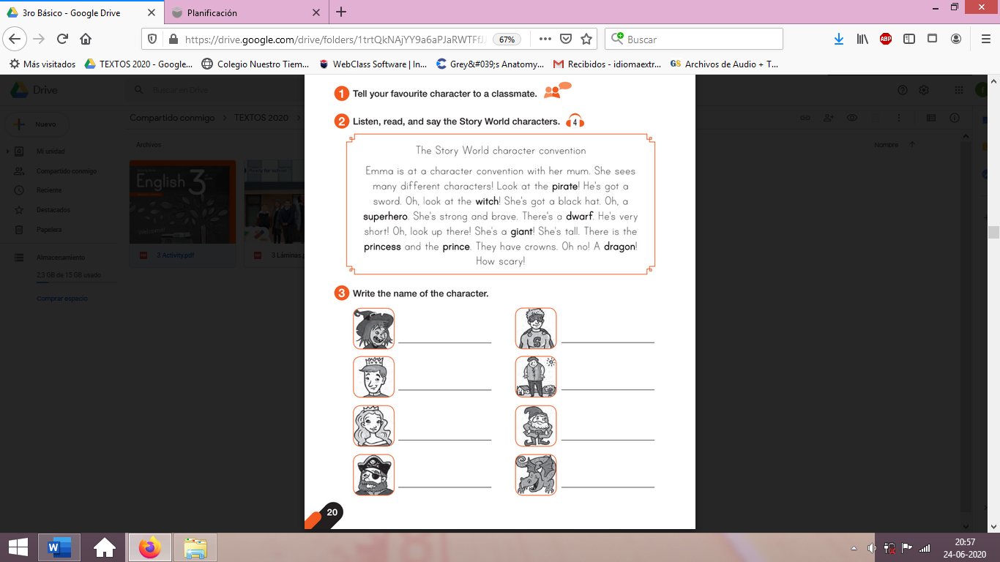 3ro Básico - Google Drive
Planificación
https://drive.google.com/drive/folders/1trtQkNAjYY9a6aPJaRWTFfJ
67%
Buscar
Más visitados
TEXTOS 2020 - Google...
Colegio Nuestro Tiem...
WebClass Software | In...
Grey&#039;s Anatomy...
Recibidos - idiomaextr...
Archivos de Audio + T...
Drive
Buscar en Drive
Compartido conmigo
TEXTOS 2020
Nuevo
Mi unidad
Compartido conmigo
Reciente
Destacados
Papelera
Almacenamiento
2,3 GB de 15 GB usado
Comprar espacio
Archivos
Nombre
English 3
3 Activity.pdf
3 Láminas.p
1 Tell your favourite character to a classmate.
2 Listen, read, and say the Story World characters. 4
The Story World character convention
Emma is at a character convention with her mum. She sees
many different characters! Look at the pirate! He's got a
sword. Oh, look at the witch! She's got a black hat. Oh, a
superhero. She's strong and brave. There's a dwarf. He's very
short! Oh, look up there! She's a giant! She's tall. There is the
princess and the prince. They have crowns. Oh no! A dragon!
How scary!
3 Write the name of the character.
S
20
20:57
24-06-2020